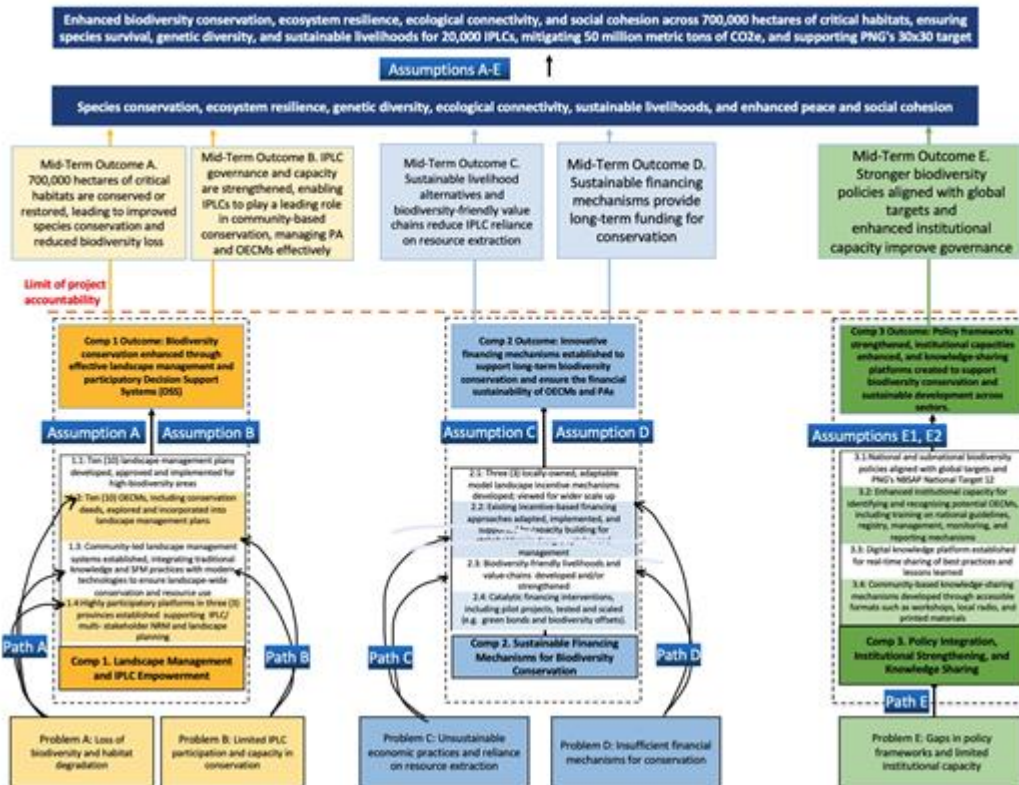 Enhanced biodiversity conservation, ecosystem resilience, ecological connectivity, and social cohesion across 700,000 hectares of critical habitats, ensuring
species survival, genetic diversity, and sustainable livelihoods for 20,000 IPLCs, mitigating 50 million metric tons of CO2e, and supporting PNG's 30x30 target
Assumptions A-E
Species conservation, ecosystem resilience, genetic diversity, ecological connectivity, sustainable livelihoods, and enhanced peace and social cohesion
Mid-Term Outcome A.
700,000 hectares of critical
habitats are conserved or
restored, leading to improved
species conservation and
reduced biodiversity loss
Mid-Term Outcome B. IPLC
governance and capacity
are strengthened, enabling
IPLCs to play a leading role
in community-based
conservation, managing PA
and OECMs effectively
Mid-Term Outcome C.
Sustainable livelihood
alternatives and
biodiversity-friendly value
chains reduce IPLC reliance
on resource extraction
Mid-Term Outcome D.
Sustainable financing
mechanisms provide
long-term funding for
conservation
Mid-Term Outcome E.
Stronger biodiversity
policies aligned with global
targets and
enhanced institutional
capacity improve governance
Limit of project
accountability
Comp 1 Outcome: Biodiversity
conservation enhanced through
effective landscape management and
participatory Decision Support
Systems (DSS)
Comp 2 Outcome: Innovative
financing mechanisms established to
support long-term biodiversity
conservation and ensure the financial
sustainability of OECMs and PAs
Comp 3 Outcome: Policy frameworks
strengthened, institutional capacities
enhanced, and knowledge-sharing
platforms created to support
biodiversity conservation and
sustainable development across
sectors.
Assumption A
Assumption B
Assumption C
Assumption D
Assumptions E1, E2
1.1: Ten (10) landscape management plans
developed, approved and implemented for
high-biodiversity areas
1.2: Ten (10) OECMs, including conservation
deeds, explored and incorporated into
landscape management plans
1.3: Community-led landscape management
systems established, integrating traditional
knowledge and SFM practices with modern
technologies to ensure landscape-wide
conservation and resource use
1.4: Highly participatory platforms in three (3)
provinces established supporting IPLC/
multi- stakeholder NRM and landscape
planning
Comp 1. Landscape Management
and IPLC Empowerment
2.1: Three (3) locally-owned, adaptable
model landscape incentive mechanisms
developed; viewed for wider scale up
2.2: Existing incentive-based financing
approaches adapted, implemented, and
capacity building for
management
2.3: Biodiversity-friendly livelihoods and
value-chains developed and/or
strengthened
2.4: Catalytic financing interventions,
including pilot projects, tested and scaled
(e.g. green bonds and biodiversity offsets).
Comp 2. Sustainable Financing
Mechanisms for Biodiversity
Conservation
3.1 National and subnational biodiversity
policies aligned with global targets and
PNG's NBSAP National Target 12
3.2: Enhanced institutional capacity for
identifying and recognising potential OECMs,
including training on national guidelines,
registry, management, monitoring, and
reporting mechanisms
3.3: Digital knowledge platform established
for real-time sharing of best practices and
lessons learned
3.4: Community-based knowledge-sharing
mechanisms developed through accessible
formats such as workshops, local radio, and
printed materials
Comp 3. Policy Integration,
Institutional Strengthening, and
Knowledge Sharing
Path A
Path B
Path C
Path D
Path E
Problem A: Loss of
biodiversity and habitat
degradation
Problem B: Limited IPLC
participation and capacity in
conservation
Problem C: Unsustainable
economic practices and reliance
on resource extraction
Problem D: Insufficient financial
mechanisms for conservation
Problem E: Gaps in policy
frameworks and limited
institutional capacity